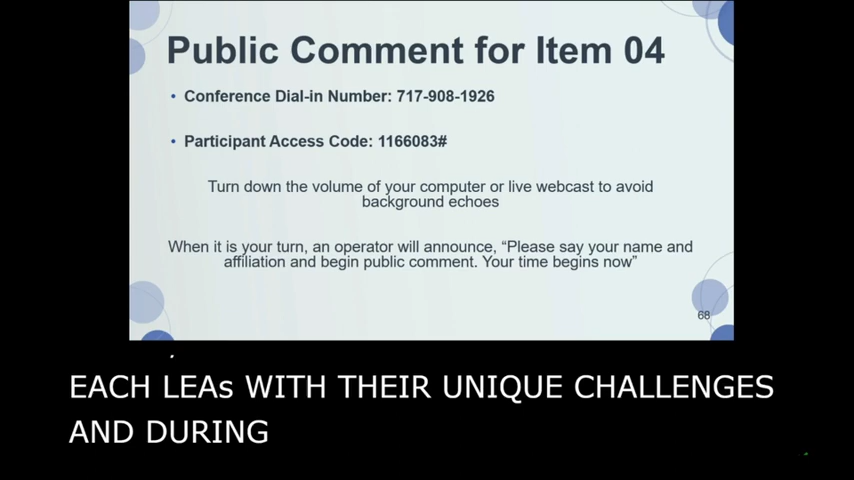 Public Comment for Item 04
• Conference Dial-in Number: 717-908-1926
• Participant Access Code: 1166083#
Turn down the volume of your computer or live webcast to avoid
background echoes
When it is your turn, an operator will announce, “Please say your name and
affiliation and begin public comment. Your time begins now”
68
EACH LEAs WITH THEIR UNIQUE CHALLENGES
AND DURING